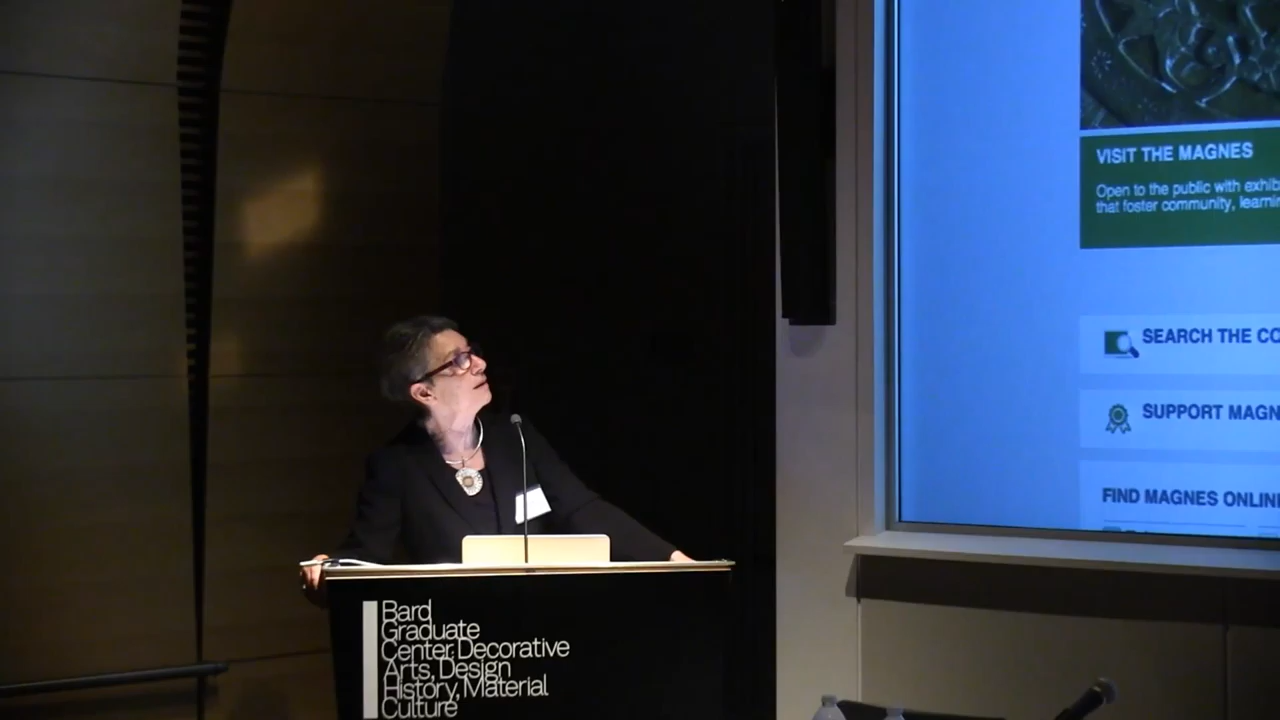 VISIT THE MAGNES
Open to the public with exhib
that foster community, learni
SEARCH THE CO
SUPPORT MAGN
FIND MAGNES ONLINE
Bard
Graduate
Center, Decorative
Arts, Design
History, Material
Culture